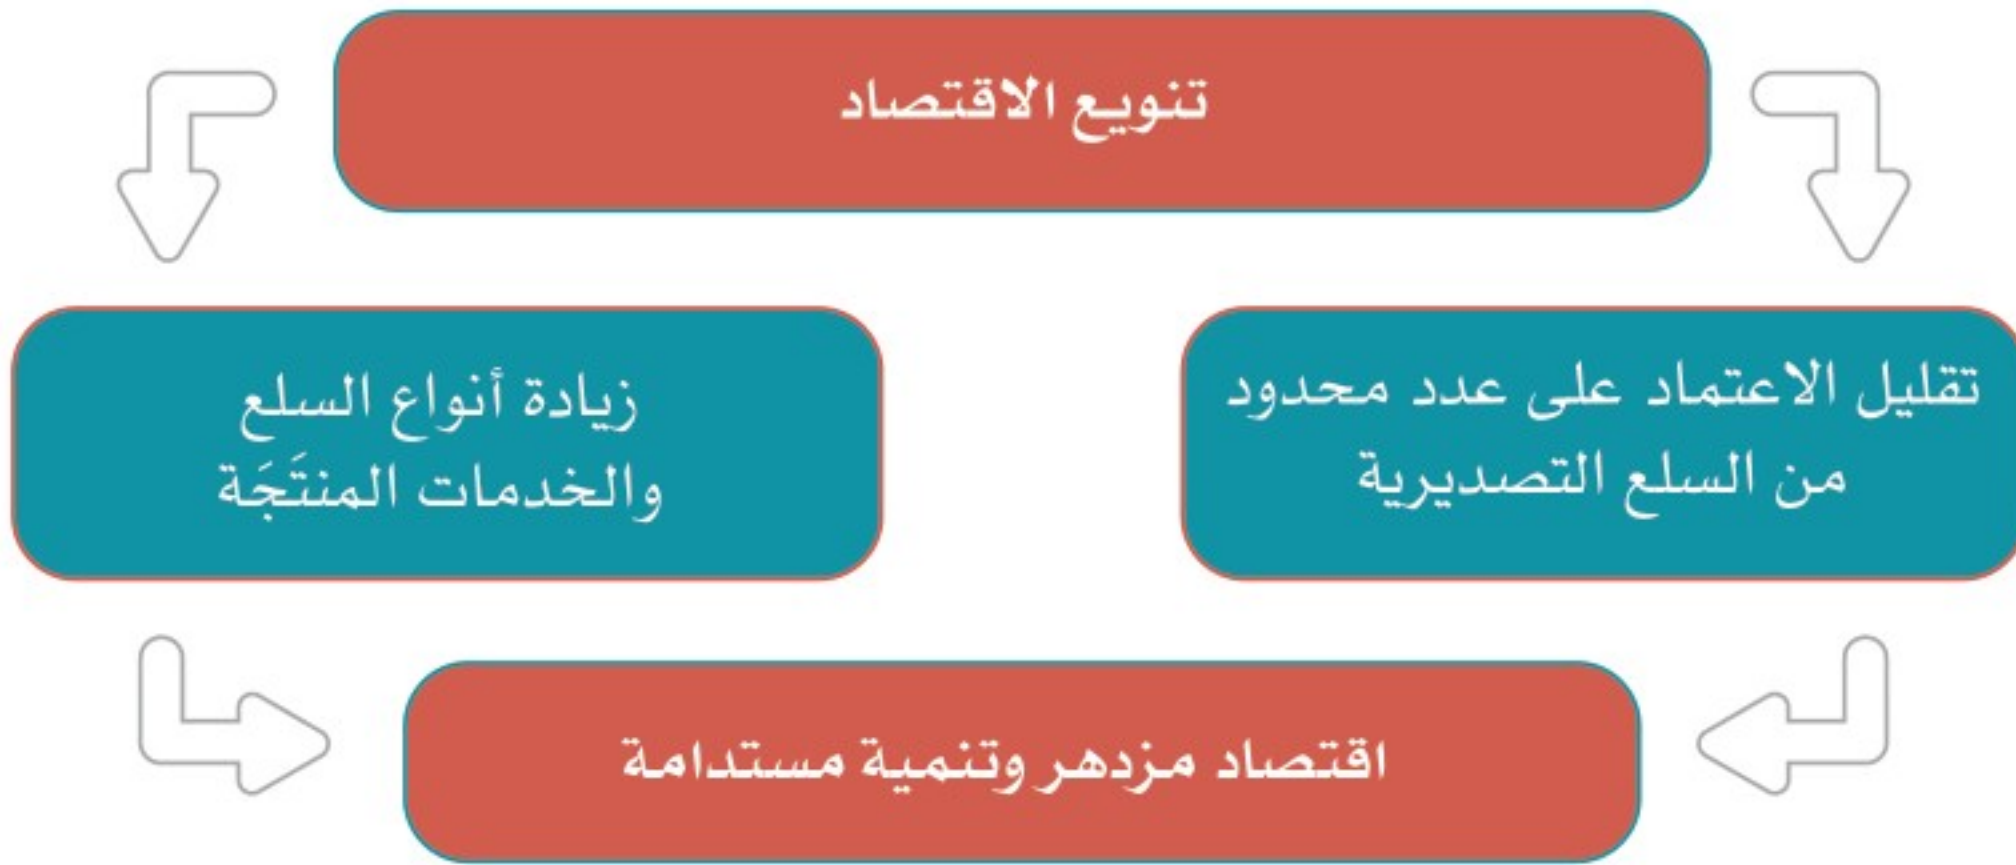 تنويع الاقتصاد
تقليل الاعتماد على عدد محدود
من السلع التصديرية
زيادة أنواع السلع
والخدمات المنتَجَة
اقتصاد مزدهر وتنمية مستدامة